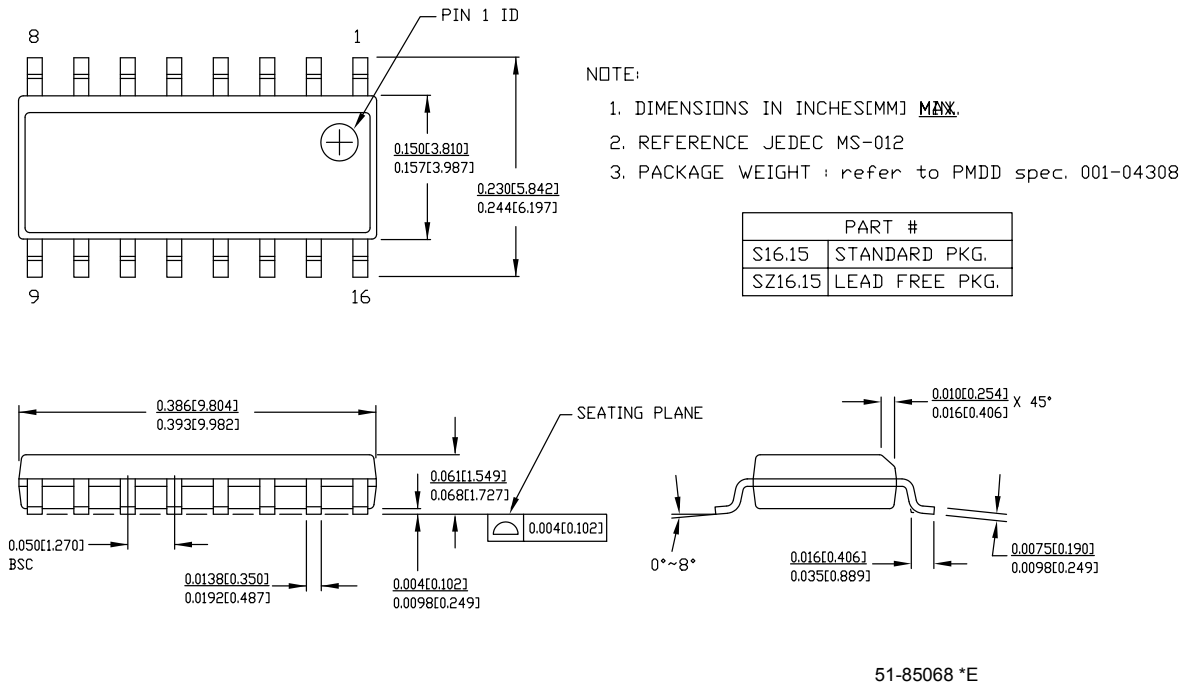 PIN 1 ID
8 1
0.150[3.810]
0.157[3.987]
0.230[5.842]
0.244[6.197]
9 16
NOTE:
1. DIMENSIONS IN INCHES[MM]
2. REFERENCE JEDEC MS-012
3. PACKAGE WEIGHT : refer to PMDD spec. 001-04308
PART #
S16.15 STANDARD PKG.
SZ16.15 LEAD FREE PKG.
0.386[9.804]
0.393[9.982]
SEATING PLANE
0.061[1.549]
0.068[1.727]
0.004[0.102]
0.050[1.270]
BSC
0.0138[0.350]
0.0192[0.487]
0.004[0.102]
0.0098[0.249]
0.010[0.254]
0.016[0.406]
X 45°
0°~8°
0.016[0.406]
0.035[0.889]
0.0075[0.190]
0.0098[0.249]
51-85068 *E